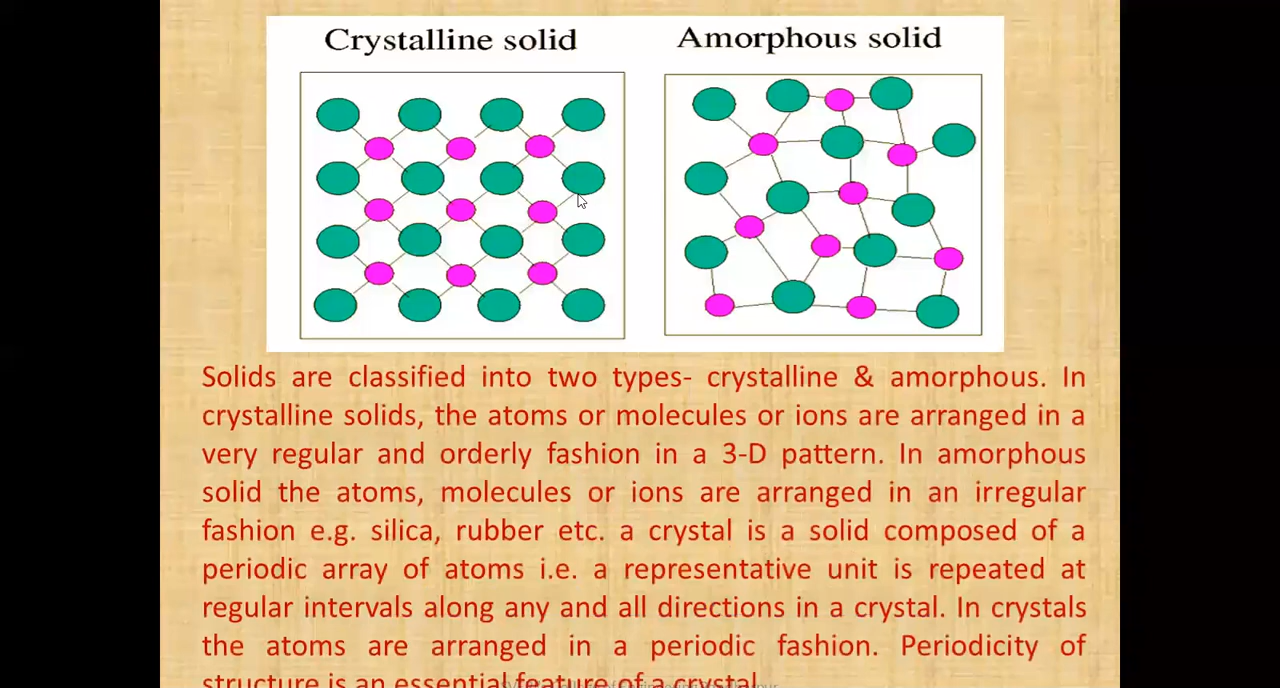 Crystalline solid
Amorphous solid
Solids are classified into two types- crystalline & amorphous. In
crystalline solids, the atoms or molecules or ions are arranged in a
very regular and orderly fashion in a 3-D pattern. In amorphous
solid the atoms, molecules or ions are arranged in an irregular
fashion e.g. silica, rubber etc. a crystal is a solid composed of a
periodic array of atoms i.e. a representative unit is repeated at
regular intervals along any and all directions in a crystal. In crystals
the atoms are arranged in a periodic fashion. Periodicity of
structure is an essential feature of a crystal